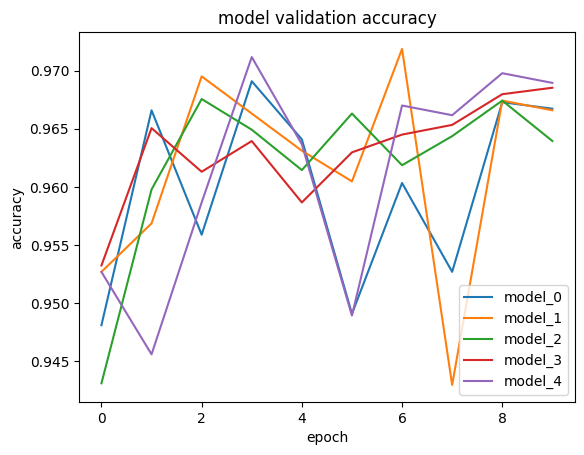 model validation accuracy
accuracy
0.970
0.965
0.960
0.955
0.950
0.945
0 2 4 6 8
epoch
model_0
model_1
model_2
model_3
model_4